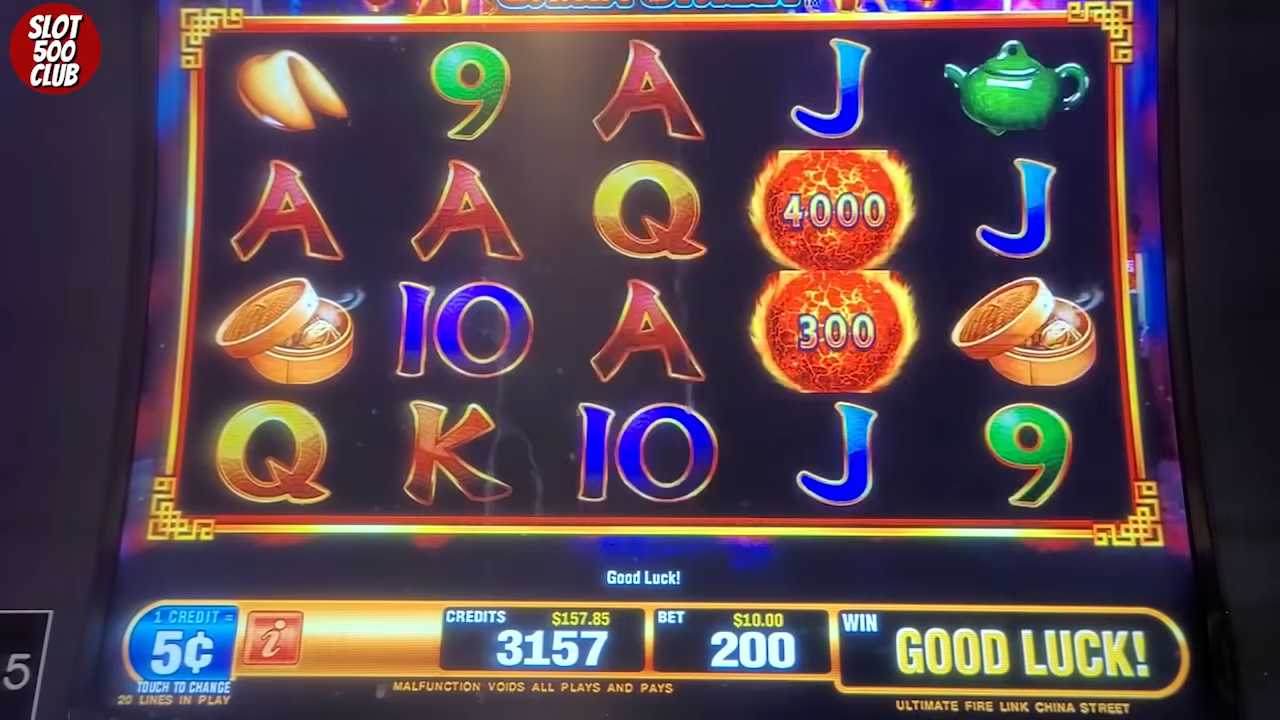 SLOT
500
CLUB
9 A J
A A Q 4000 J
10 A 300
Q K 10 J 9
Good Luck!
1 CREDIT =
5¢
TOUCH TO CHANGE
20 LINES IN PLAY
i
CREDITS $157.85
3157
BET $10.00
200
WIN
GOOD LUCK!
MALFUNCTION VOIDS ALL PLAYS AND PAYS
ULTIMATE FIRE LINK CHINA STREET
5